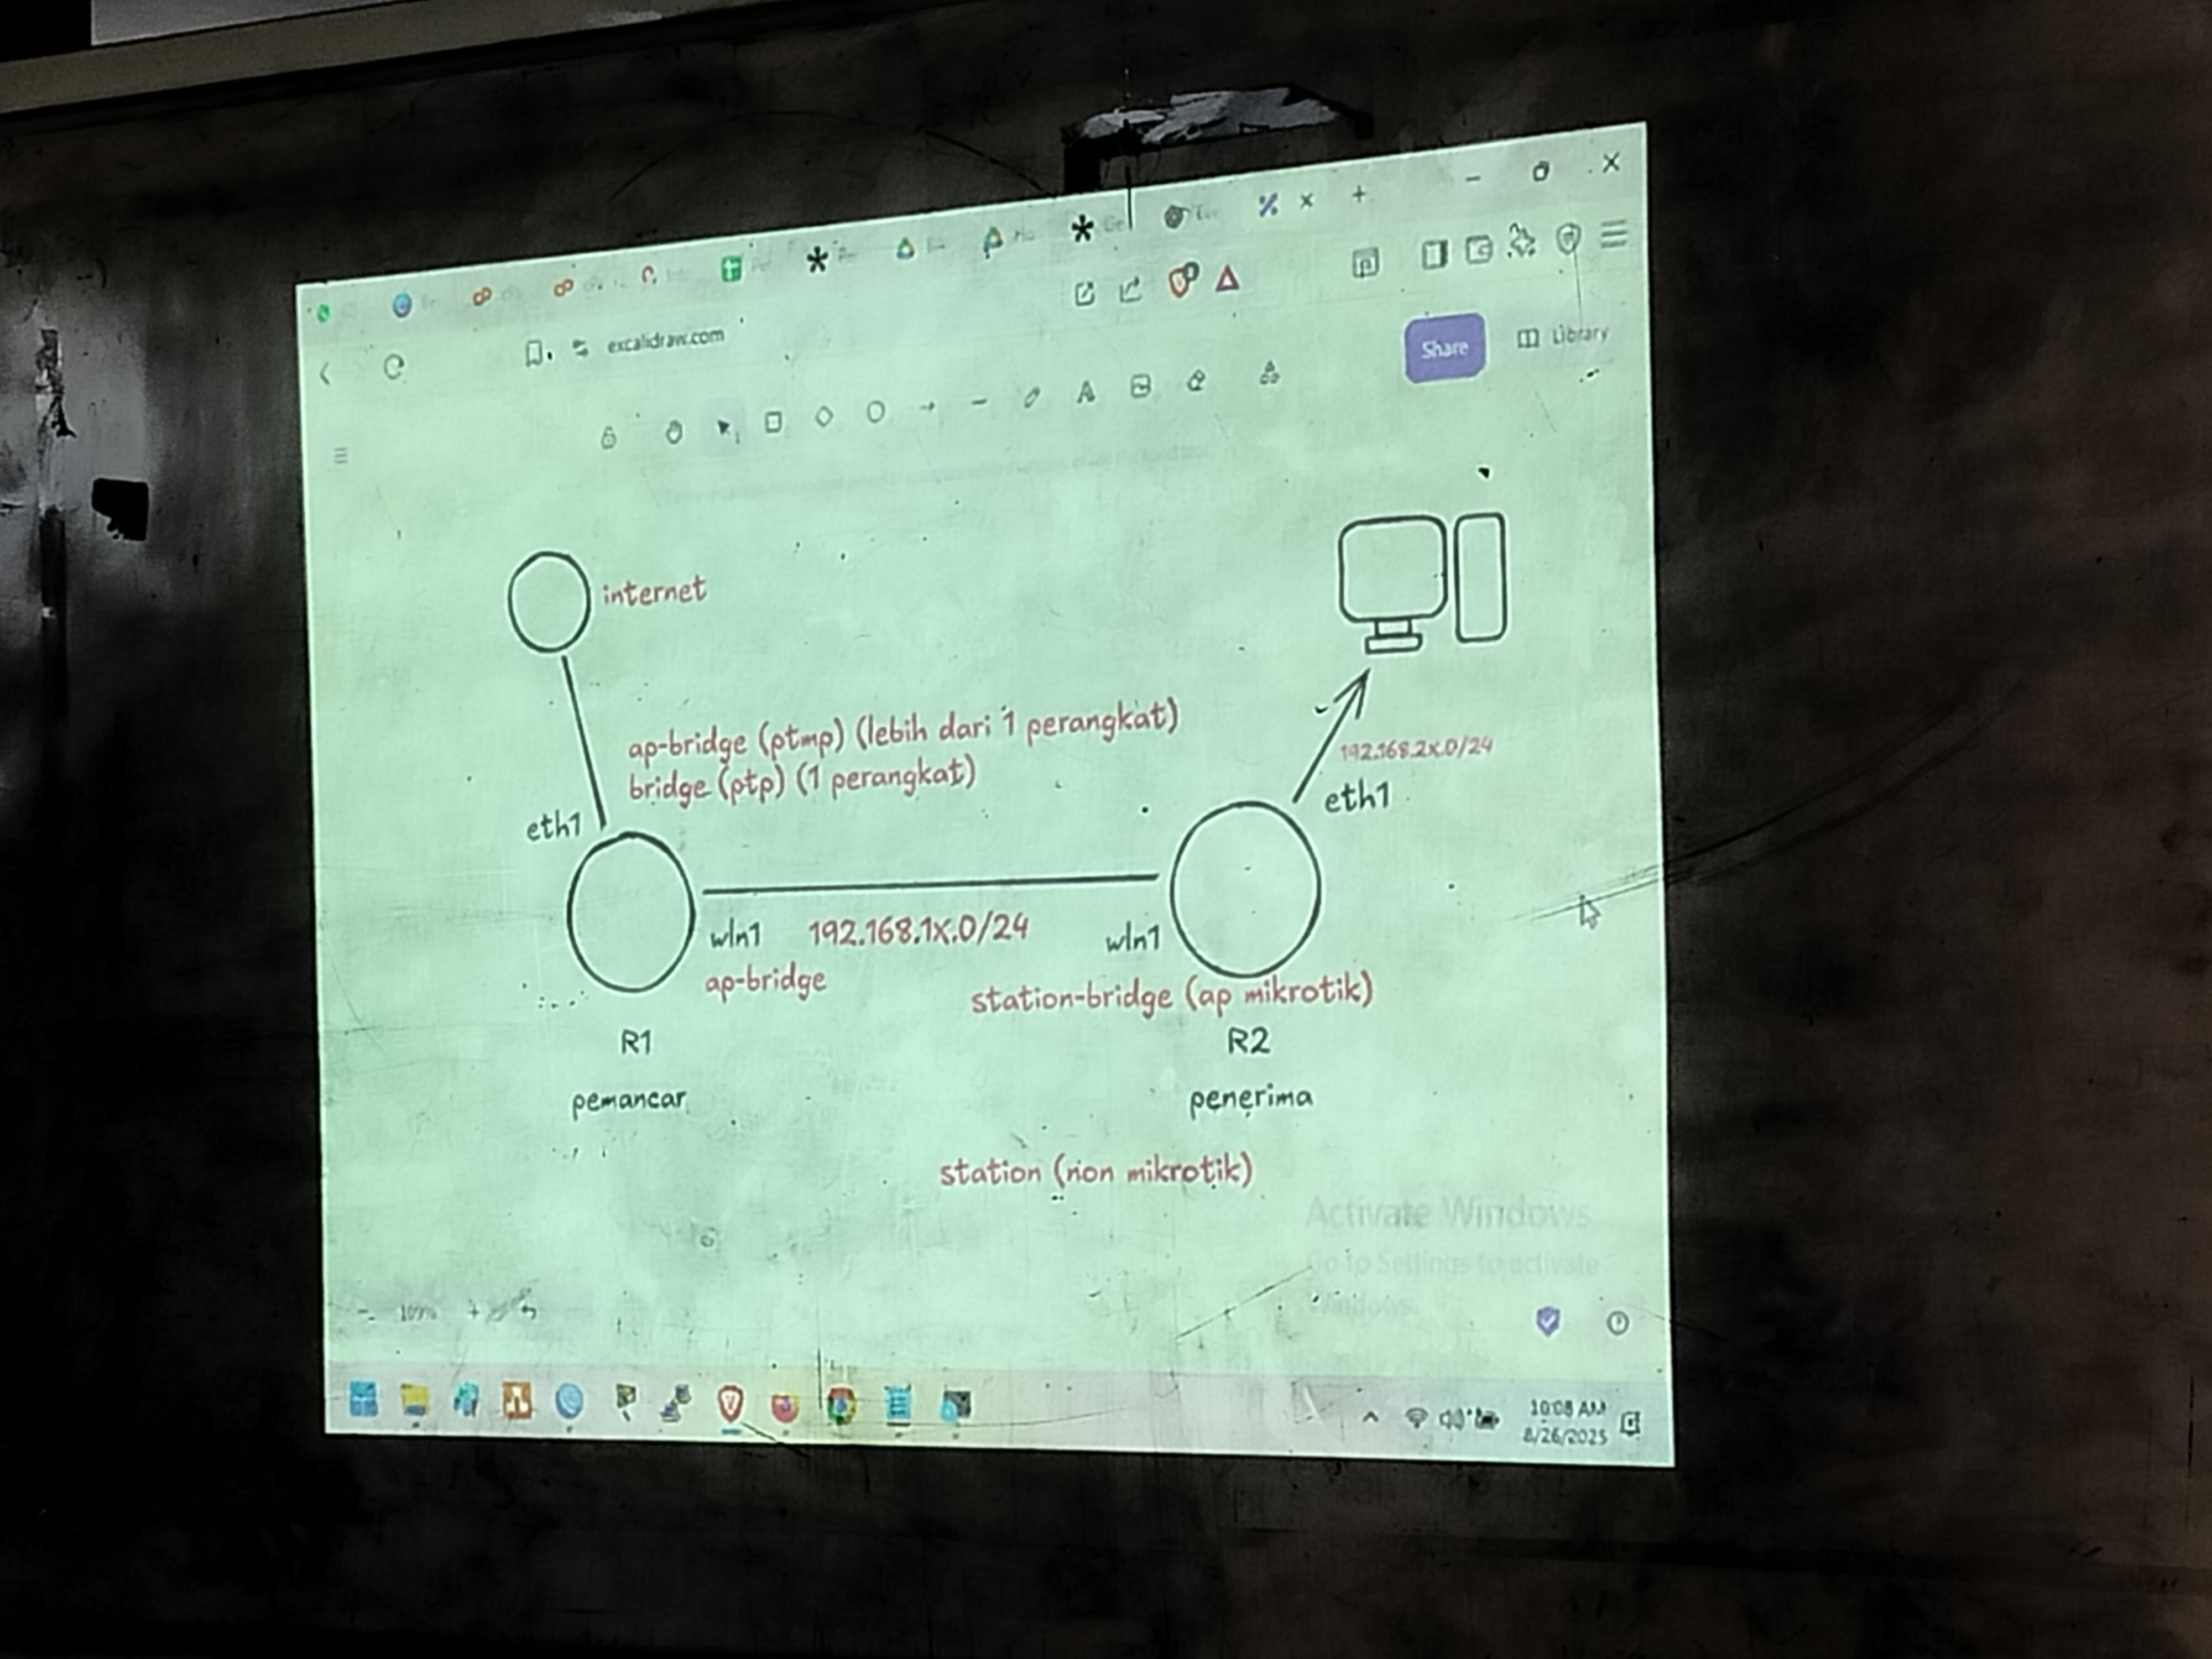 excalidraw.com
Share
Library
internet
ap-bridge (ptmp) (lebih dari 1 perangkat)
bridge (ptp) (1 perangkat)
192.168.2x.0/24
eth1
eth1
wln1
192.168.1x.0/24
wln1
ap-bridge
station-bridge (ap mikrotik)
R1
R2
pemancar
penerima
station (non mikrotik)
Activate Windows
Go to Settings to activate
Windows.
10:08 AM
8/26/2025